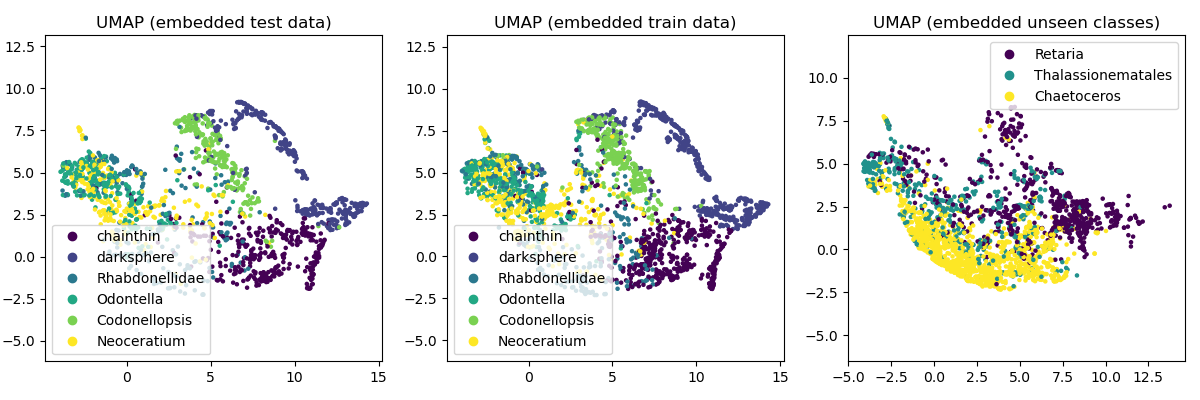 UMAP (embedded test data)
12.5
10.0
7.5
5.0
2.5
0.0
−2.5
−5.0
chainthin
darksphere
Rhabdonellidae
Odontella
Codonellopsis
Neoceratium
0 5 10 15
UMAP (embedded train data)
12.5
10.0
7.5
5.0
2.5
0.0
−2.5
−5.0
chainthin
darksphere
Rhabdonellidae
Odontella
Codonellopsis
Neoceratium
0 5 10 15
UMAP (embedded unseen classes)
10.0
7.5
5.0
2.5
0.0
−2.5
−5.0
Retaria
Thalassionematales
Chaetoceros
−5.0 −2.5 0.0 2.5 5.0 7.5 10.0 12.5